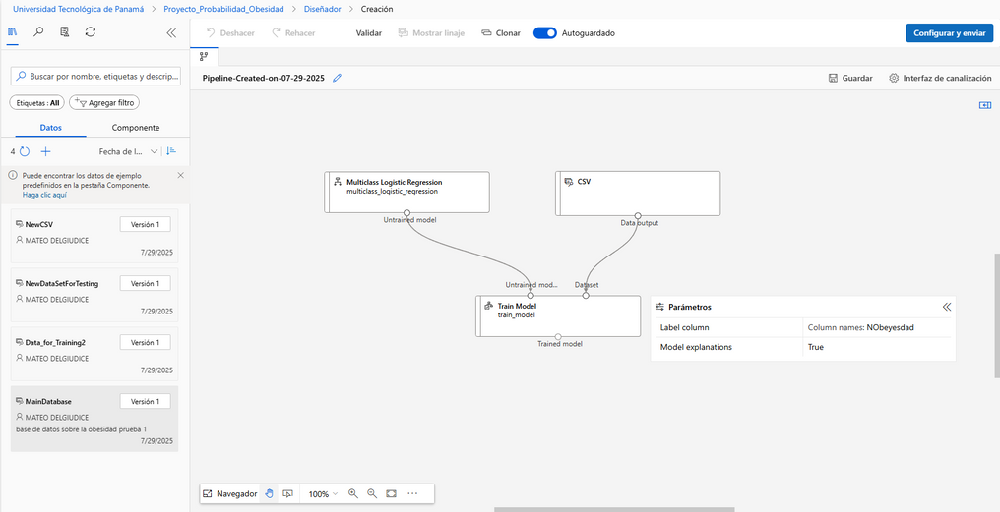 Universidad Tecnológica de Panamá > Proyecto_Probabilidad_Obesidad > Diseñador > Creación
Deshacer Rehacer Validar Mostrar linaje Clonar Autoguardado Configurar y enviar
Pipeline-Created-on-07-29-2025 Guardar Interfaz de canalización
Buscar por nombre, etiquetas y descrip...
Etiquetas : All Agregar filtro
Datos Componente
4 Fecha de l...
Puede encontrar los datos de ejemplo
predefinidos en la pestaña Componente.
Haga clic aquí
NewCSV Versión 1
MATEO DELGIUDICE
7/29/2025
NewDataSetForTesting Versión 1
MATEO DELGIUDICE
7/29/2025
Data_for_Training2 Versión 1
MATEO DELGIUDICE
7/29/2025
MainDatabase Versión 1
MATEO DELGIUDICE
base de datos sobre la obesidad prueba 1
7/29/2025
Multiclass Logistic Regression
multiclass_logistic_regression
Untrained model
CSV
Data output
Untrained mod... Dataset
Train Model
train_model
Trained model
Parámetros
Label column Column names: NObeyesdad
Model explanations True
Navegador 100% ...